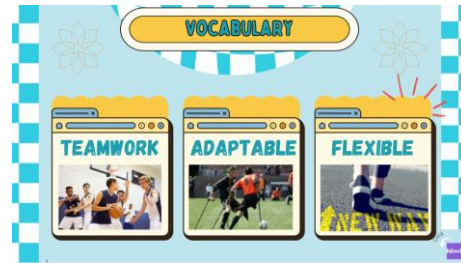 VOCABULARY
TEAMWORK
ADAPTABLE
FLEXIBLE
NEW WAY